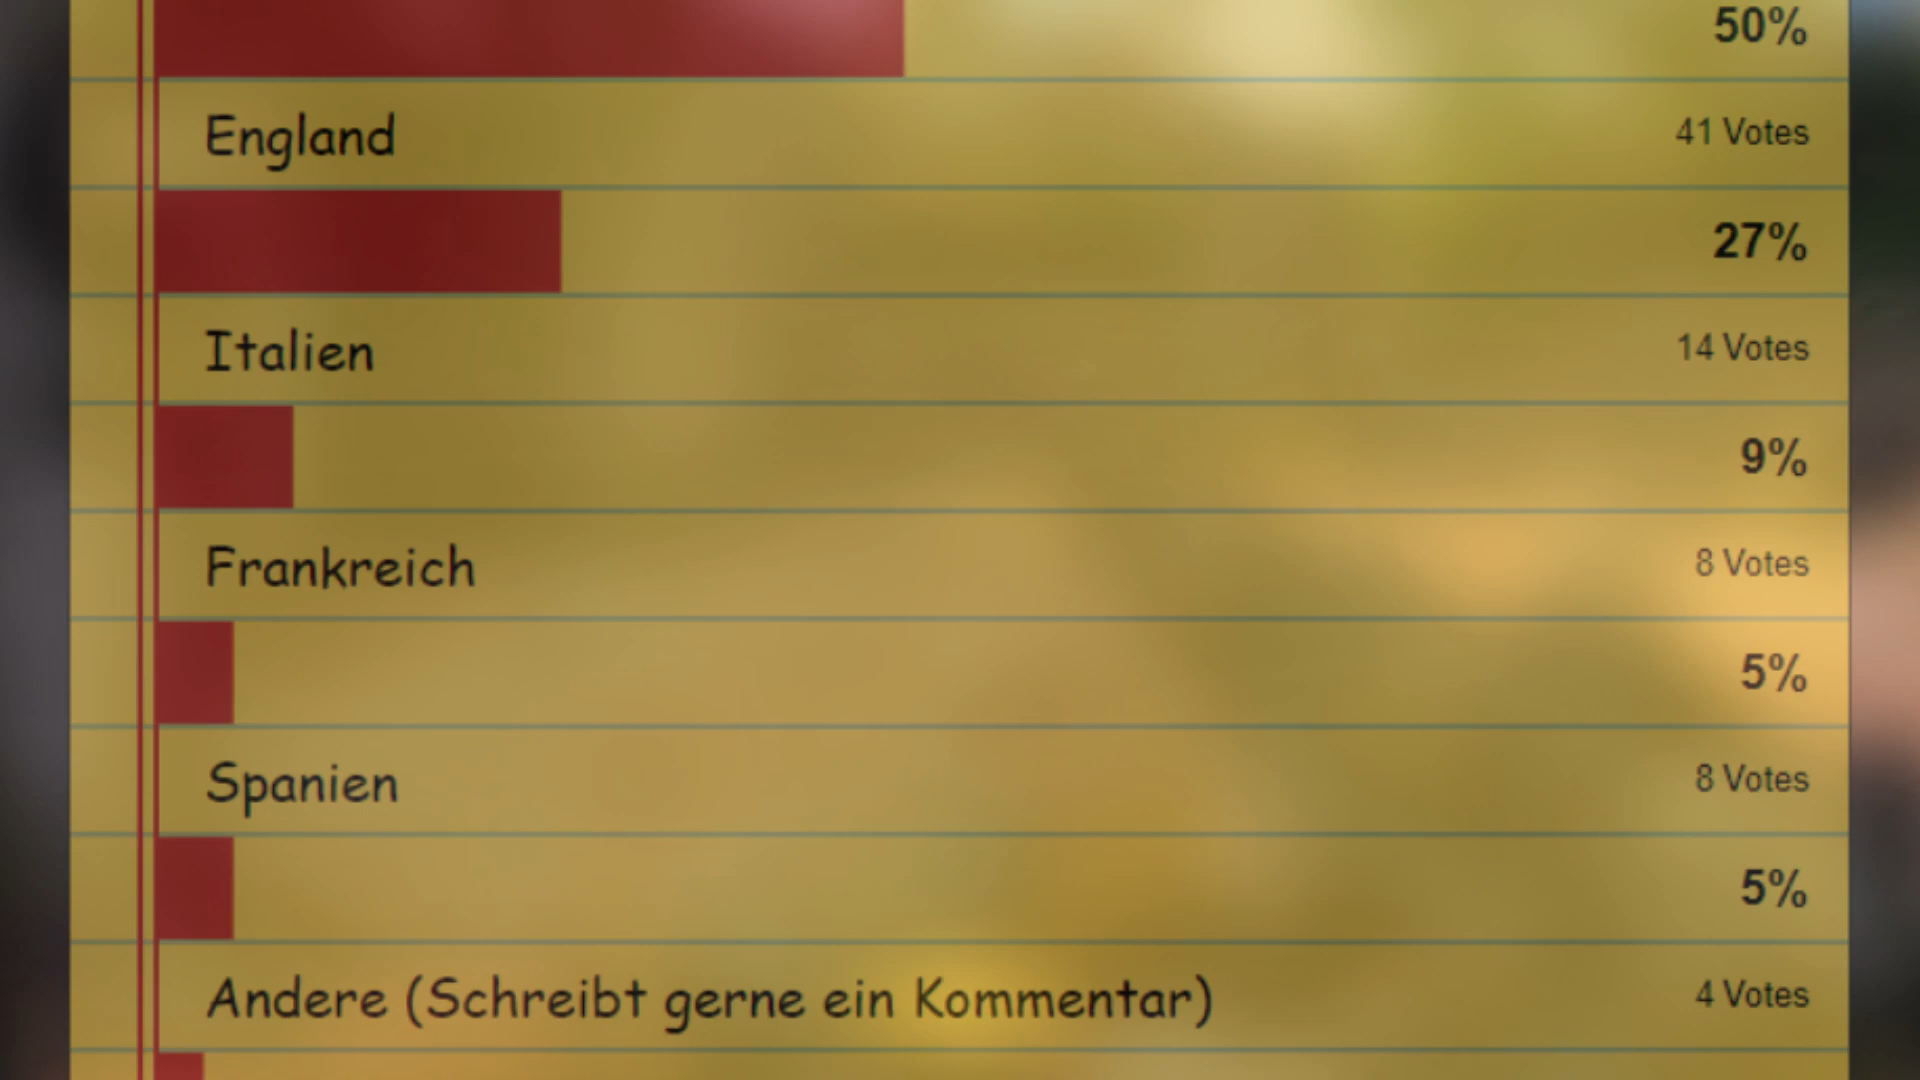 50%
England 41 Votes
27%
Italien 14 Votes
9%
Frankreich 8 Votes
5%
Spanien 8 Votes
5%
Andere (Schreibt gerne ein Kommentar) 4 Votes